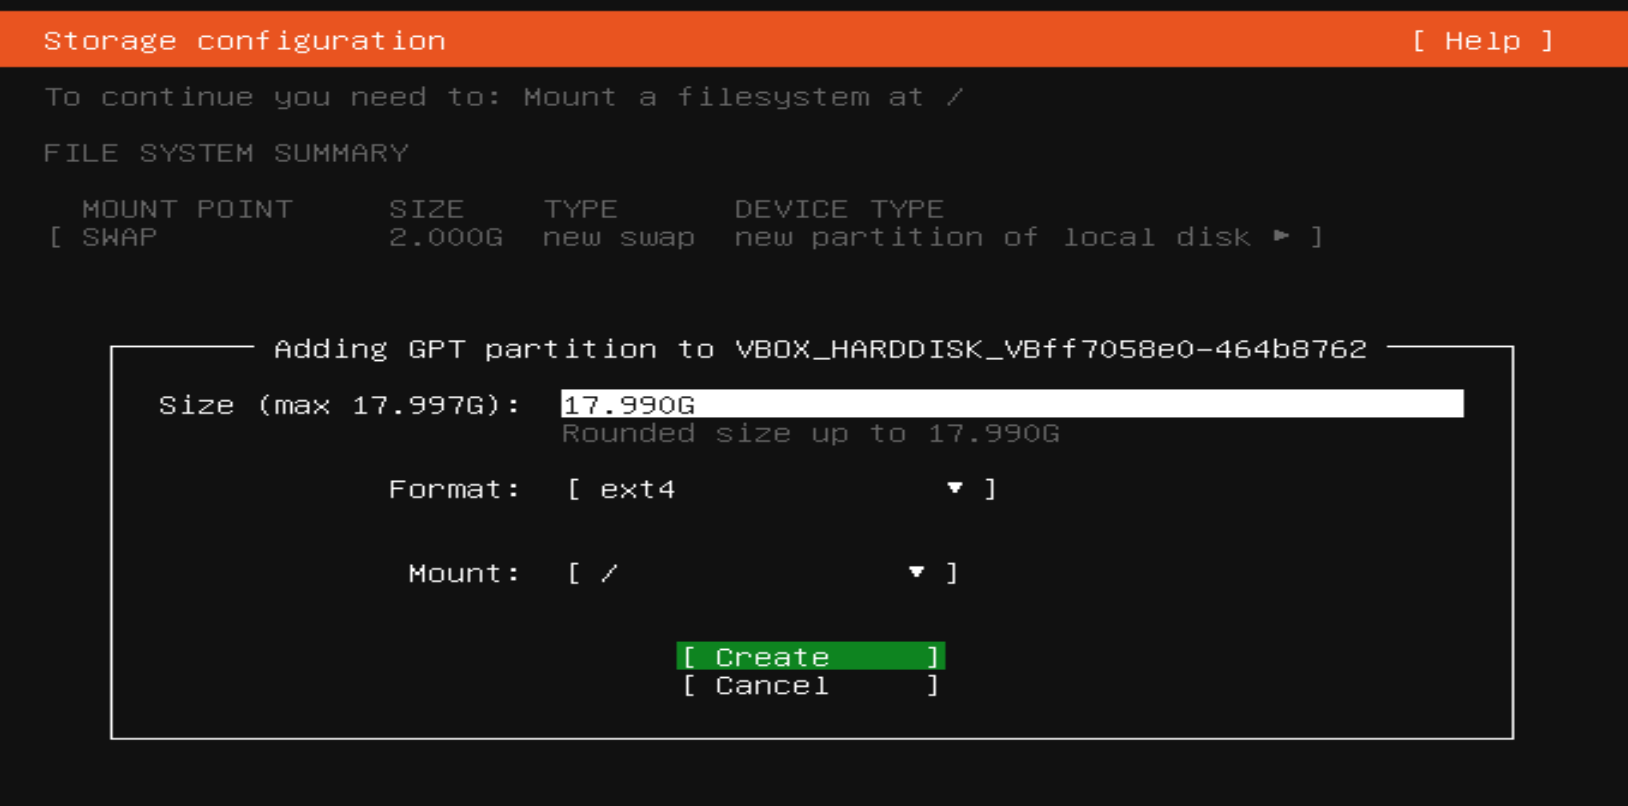 Storage configuration [ Help ]
To continue you need to: Mount a filesystem at /
FILE SYSTEM SUMMARY
MOUNT POINT SIZE TYPE DEVICE TYPE
[ SWAP 2.000G new swap new partition of local disk ► ]
Adding GPT partition to VBOX_HARDDISK_VBff7058e0-464b8762
Size (max 17.997G): 17.990G
Rounded size up to 17.990G
Format: [ ext4 ▼ ]
Mount: [ / ▼ ]
[ Create ]
[ Cancel ]